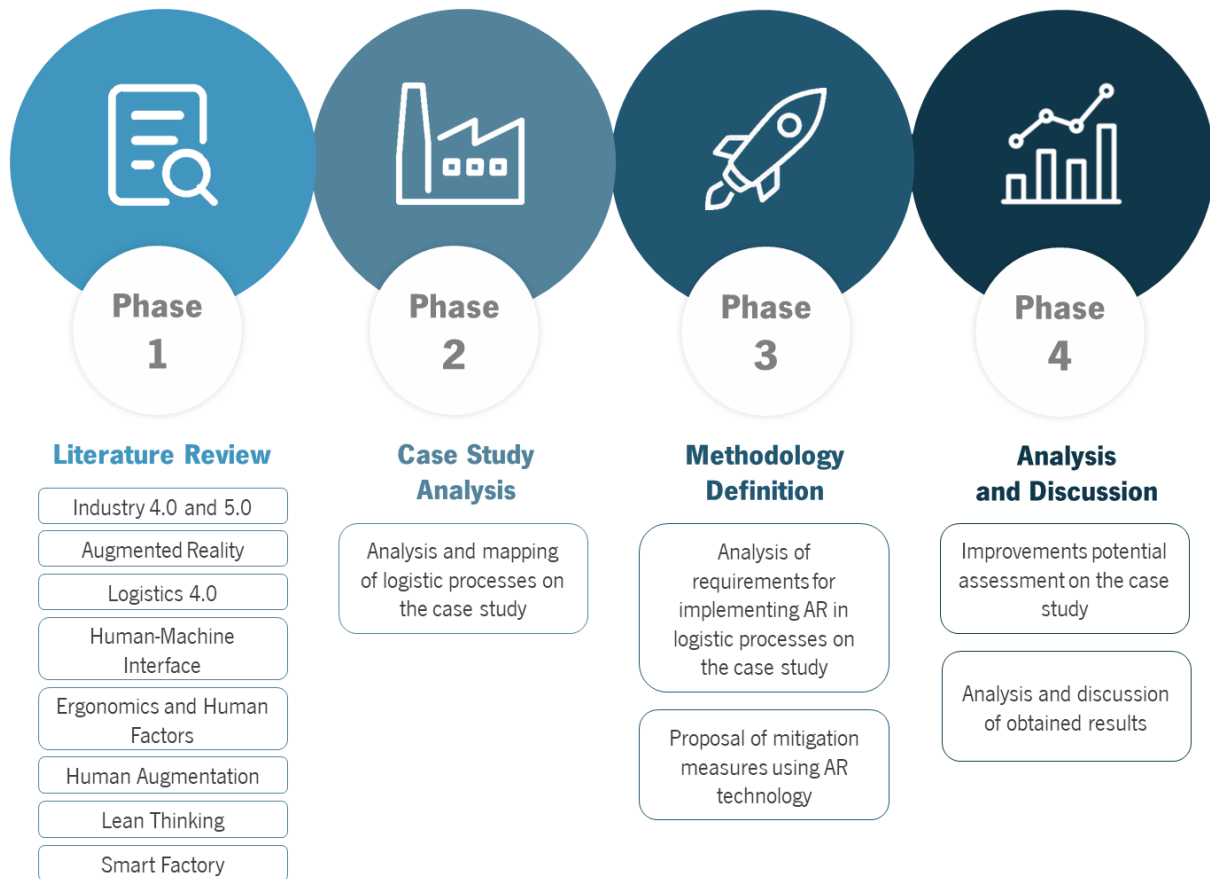 Phase
1
Literature Review
Industry 4.0 and 5.0
Augmented Reality
Logistics 4.0
Human-Machine
Interface
Ergonomics and Human
Factors
Human Augmentation
Lean Thinking
Smart Factory
Phase
2
Case Study
Analysis
Analysis and mapping
of logistic processes on
the case study
Phase
3
Methodology
Definition
Analysis of
requirements for
implementing AR in
logistic processes on
the case study
Proposal of mitigation
measures using AR
technology
Phase
4
Analysis
and Discussion
Improvements potential
assessment on the case
study
Analysis and discussion
of obtained results